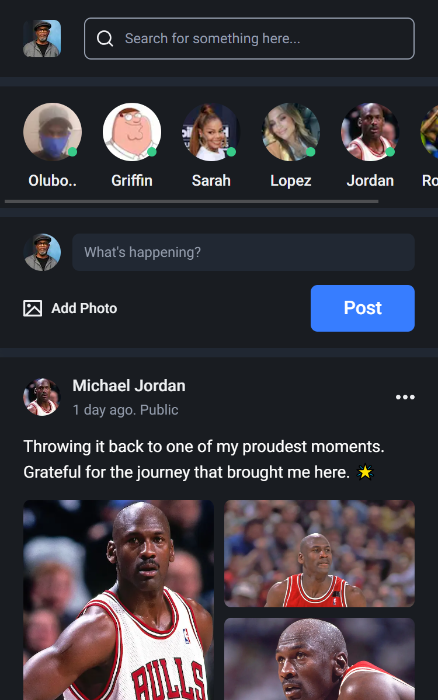 Search for something here...
Olubo.. Griffin Sarah Lopez Jordan Ro
What's happening?
Add Photo Post
Michael Jordan
1 day ago. Public
Throwing it back to one of my proudest moments.
Grateful for the journey that brought me here. 🌟
BULLS